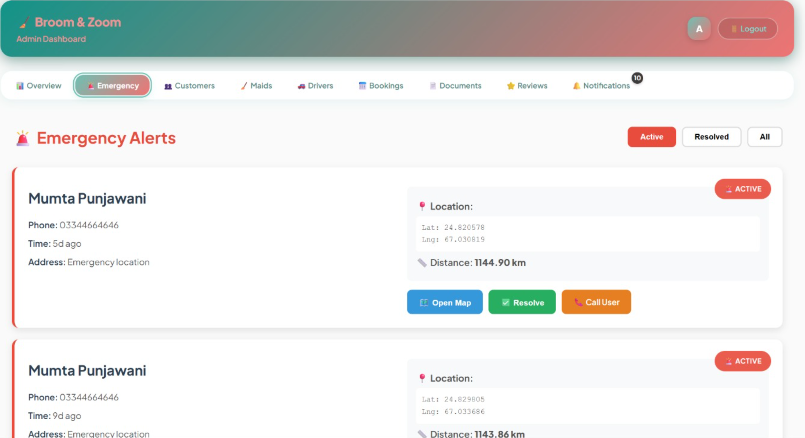 Broom & Zoom
Admin Dashboard
A
Logout
Overview
Emergency
Customers
Maids
Drivers
Bookings
Documents
Reviews
Notifications
10
Emergency Alerts
Active
Resolved
All
ACTIVE
Mumta Punjawani
Phone: 03344664646
Time: 5d ago
Address: Emergency location
Location:
Lat: 24.820578
Lng: 67.030819
Distance: 1144.90 km
Open Map
Resolve
Call User
ACTIVE
Mumta Punjawani
Phone: 03344664646
Time: 9d ago
Address: Emergency location
Location:
Lat: 24.829805
Lng: 67.033686
Distance: 1143.86 km